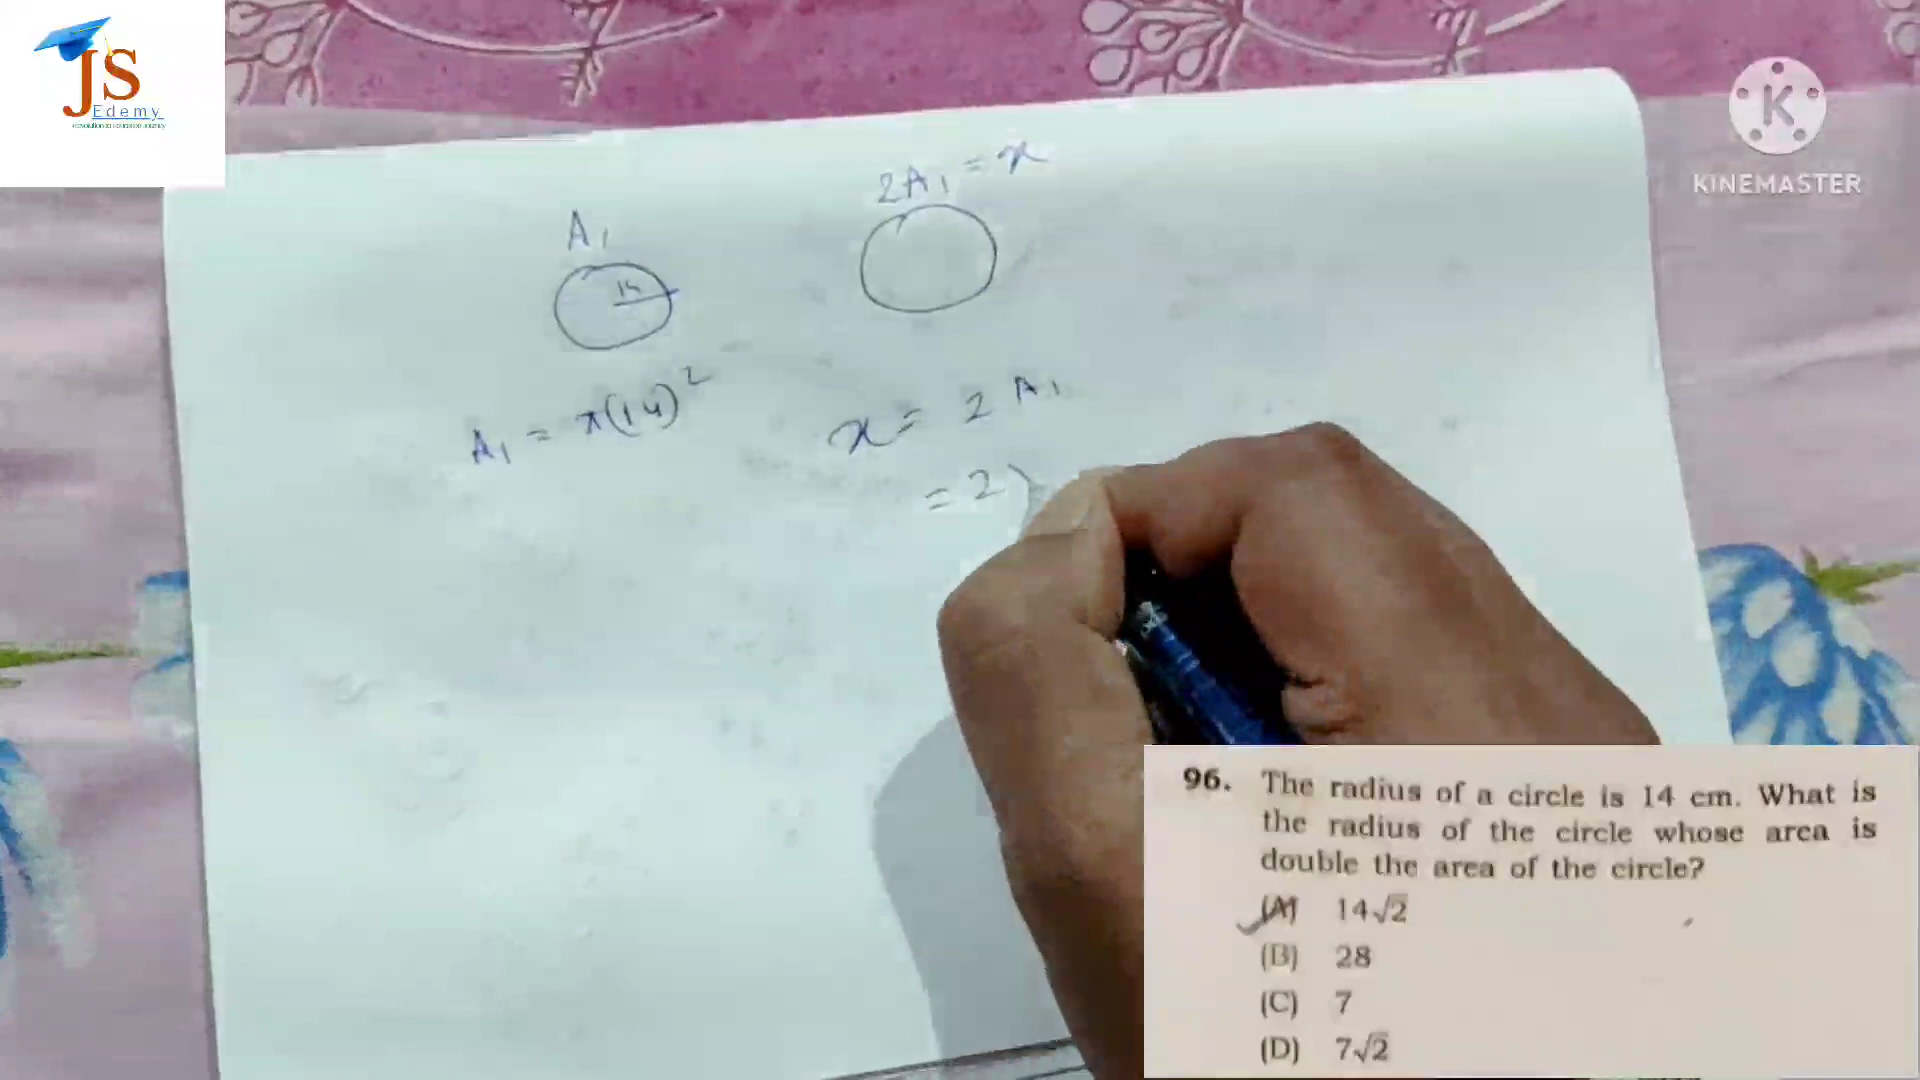 JS
Edemy
KINEMASTER
2A₁ = x
A₁
14
A₁ = π(14)²
x = 2 A₁
= 2
96. The radius of a circle is 14 cm. What is
the radius of the circle whose area is
double the area of the circle?
(A) 14√2
(B) 28
(C) 7
(D) 7√2